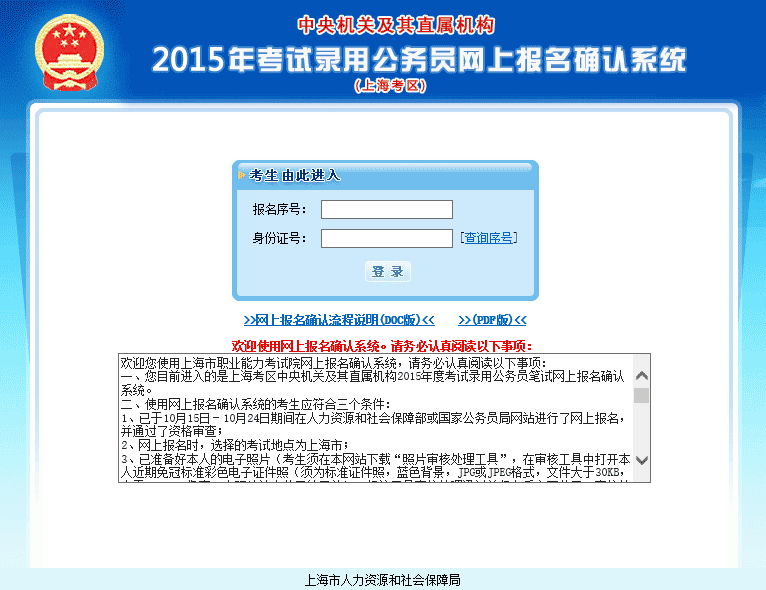 中央机关及其直属机构
2015年考试录用公务员网上报名确认系统
(上海考区)
考生由此进入
报名序号：
身份证号： [查询序号]
登 录
>>网上报名确认流程说明(DOC版)<< >>(PDF版)<<
欢迎使用网上报名确认系统。请务必认真阅读以下事项：
欢迎您使用上海市职业能力考试院网上报名确认系统，请务必认真阅读以下事项：
一、您目前进入的是上海考区中央机关及其直属机构2015年度考试录用公务员笔试网上报名确认
系统。
二、使用网上报名确认系统的考生应符合三个条件：
1、已于10月15日－10月24日期间在人力资源和社会保障部或国家公务员局网站进行了网上报名，
并通过了资格审查；
2、网上报名时，选择的考试地点为上海市；
3、已准备好本人的电子照片（考生须在本网站下载“照片审核处理工具”，在审核工具中打开本
人近期免冠标准彩色电子证件照（须为标准证件照，蓝色背景，JPG或JPEG格式，文件大于30KB，
上海市人力资源和社会保障局